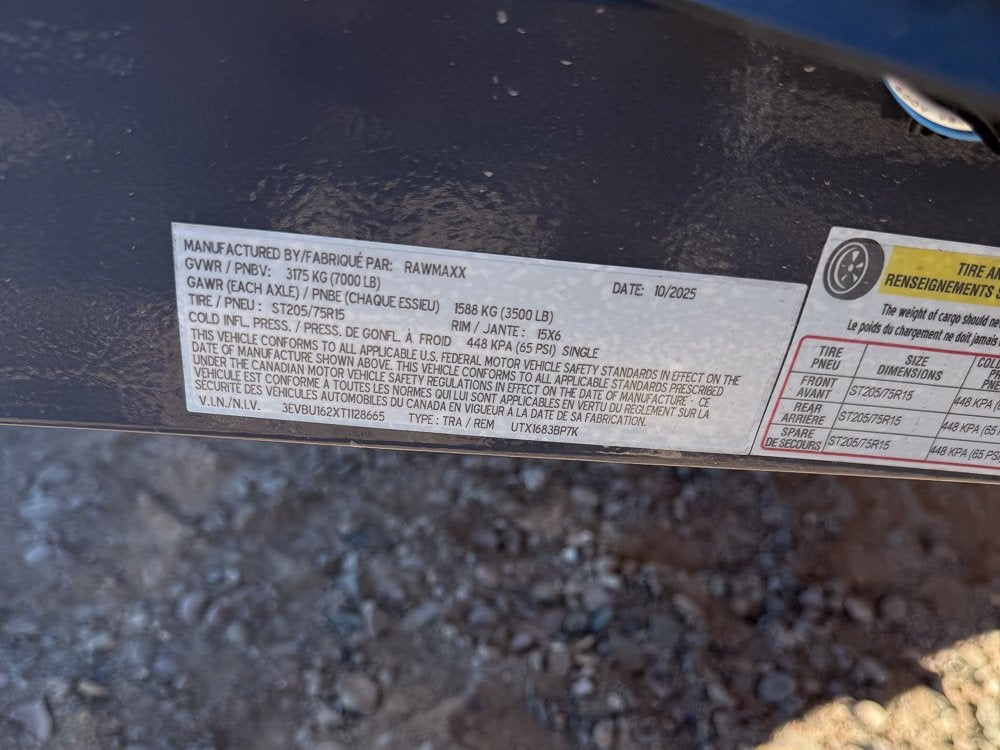 MANUFACTURED BY/FABRIQUÉ PAR: RAWMAXX DATE: 10/2025
GVWR / PNBV: 3175 KG (7000 LB)
GAWR (EACH AXLE) / PNBE (CHAQUE ESSIEU) 1588 KG (3500 LB)
TIRE / PNEU : ST205/75R15 RIM / JANTE : 15X6
COLD INFL. PRESS. / PRESS. DE GONFL. À FROID 448 KPA (65 PSI) SINGLE
THIS VEHICLE CONFORMS TO ALL APPLICABLE U.S. FEDERAL MOTOR VEHICLE SAFETY STANDARDS IN EFFECT ON THE
DATE OF MANUFACTURE SHOWN ABOVE. THIS VEHICLE CONFORMS TO ALL APPLICABLE STANDARDS PRESCRIBED
UNDER THE CANADIAN MOTOR VEHICLE SAFETY REGULATIONS IN EFFECT ON THE DATE OF MANUFACTURE - CE
VEHICULE EST CONFORME A TOUTES LES NORMES QUI LUI SONT APPLICABLES EN VERTU DU REGLEMENT SUR LA
SECURITE DES VEHICULES AUTOMOBILES DU CANADA EN VIGUEUR À LA DATE DE SA FABRICATION.
V.I.N./N.I.V. 3EVBU162XT1128665 TYPE : TRA / REM UTX1683BP7K
TIRE
RENSEIGNEMENTS
The weight of cargo should
Le poids du chargement ne doit jamais
TIRE SIZE
PNEU DIMENSIONS
FRONT
AVANT ST205/75R15 448 KPA
REAR
ARRIÈRE ST205/75R15 448 KPA
SPARE
DE SECOURS ST205/75R15 448 KPA (65 PSI